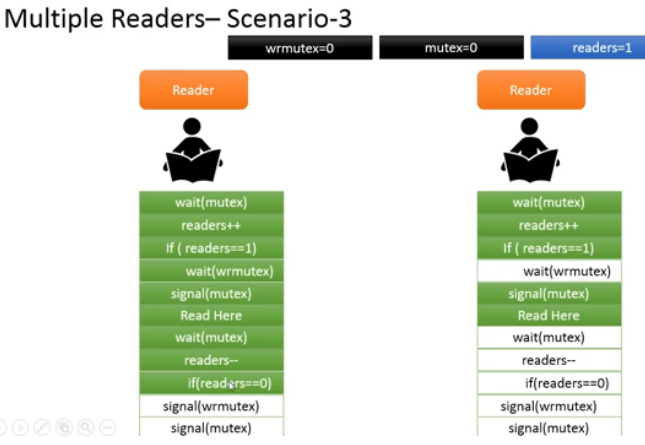 Multiple Readers– Scenario-3
wrmutex=0
mutex=0
readers=1
Reader
Reader
wait(mutex)
readers++
If ( readers==1)
wait(wrmutex)
signal(mutex)
Read Here
wait(mutex)
readers--
if(readers==0)
signal(wrmutex)
signal(mutex)
wait(mutex)
readers++
If ( readers==1)
wait(wrmutex)
signal(mutex)
Read Here
wait(mutex)
readers--
if(readers==0)
signal(wrmutex)
signal(mutex)